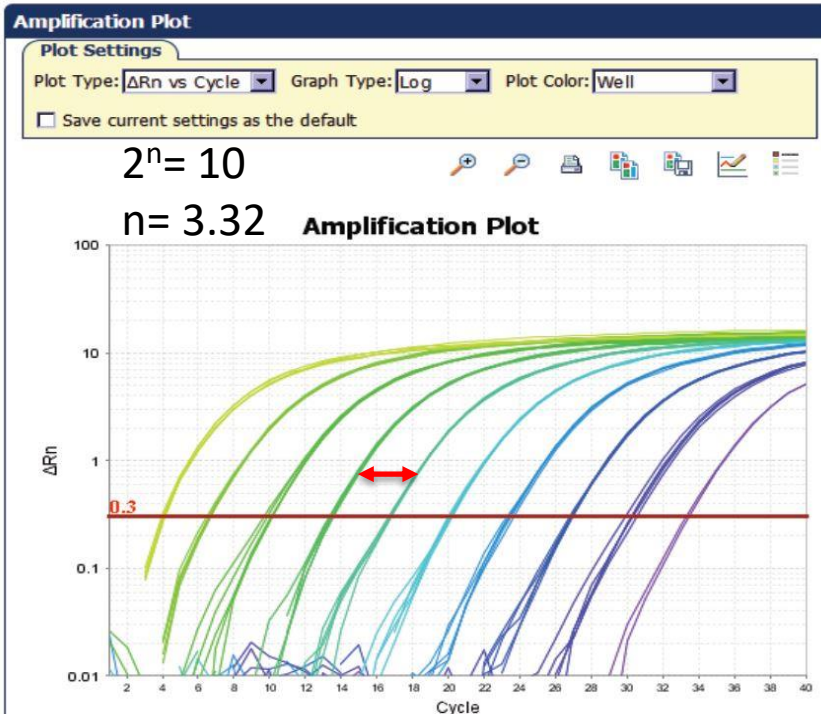 Amplification Plot
Plot Settings
Plot Type: ΔRn vs Cycle Graph Type: Log Plot Color: Well
Save current settings as the default
2ⁿ= 10
n= 3.32
Amplification Plot
100
10
1
0.3
0.1
0.01
ΔRn
2 4 6 8 10 12 14 16 18 20 22 24 26 28 30 32 34 36 38 40
Cycle